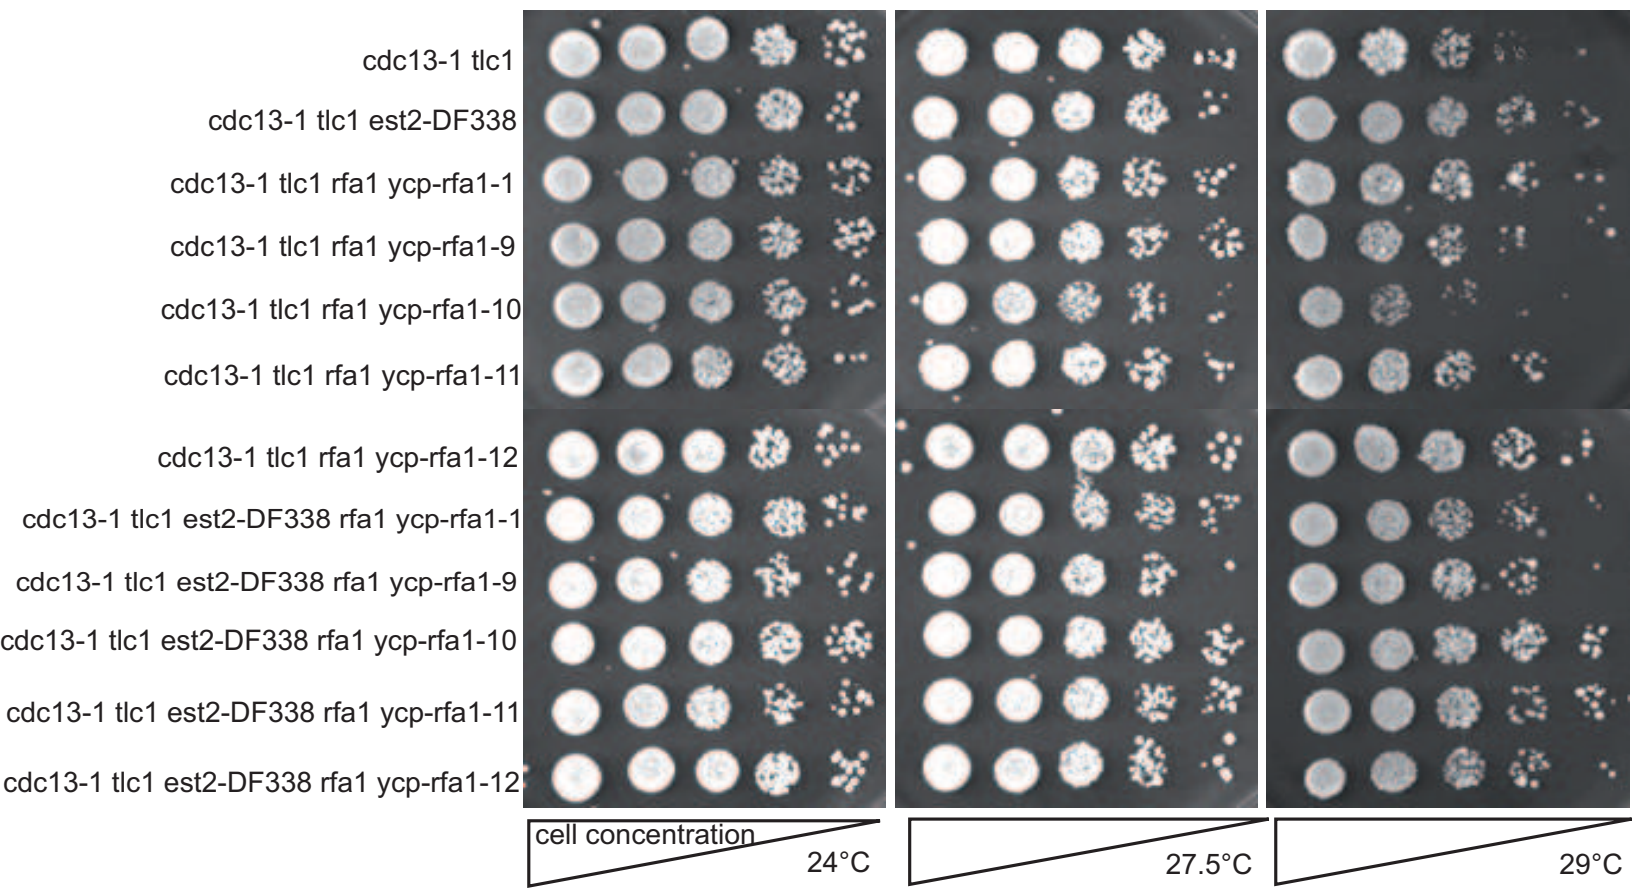 cdc13-1 tlc1
cdc13-1 tlc1 est2-DF338
cdc13-1 tlc1 rfa1 ycp-rfa1-1
cdc13-1 tlc1 rfa1 ycp-rfa1-9
cdc13-1 tlc1 rfa1 ycp-rfa1-10
cdc13-1 tlc1 rfa1 ycp-rfa1-11
cdc13-1 tlc1 rfa1 ycp-rfa1-12
cdc13-1 tlc1 est2-DF338 rfa1 ycp-rfa1-1
cdc13-1 tlc1 est2-DF338 rfa1 ycp-rfa1-9
cdc13-1 tlc1 est2-DF338 rfa1 ycp-rfa1-10
cdc13-1 tlc1 est2-DF338 rfa1 ycp-rfa1-11
cdc13-1 tlc1 est2-DF338 rfa1 ycp-rfa1-12
cell concentration
24°C
27.5°C
29°C